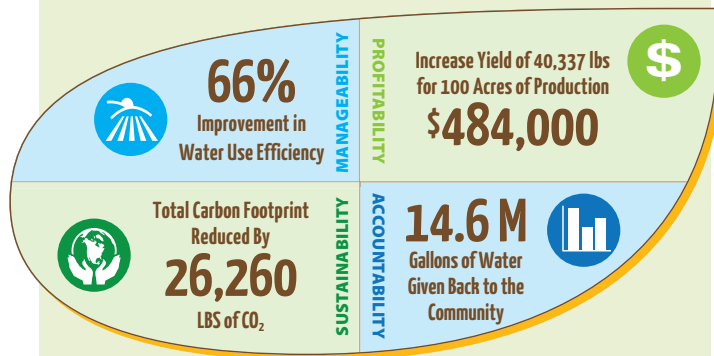 66%
Improvement in
Water Use Efficiency
MANAGEABILITY
PROFITABILITY
Increase Yield of 40,337 lbs
for 100 Acres of Production
$484,000
$
Total Carbon Footprint
Reduced By
26,260
LBS of CO₂
SUSTAINABILITY
ACCOUNTABILITY
14.6 M
Gallons of Water
Given Back to the
Community